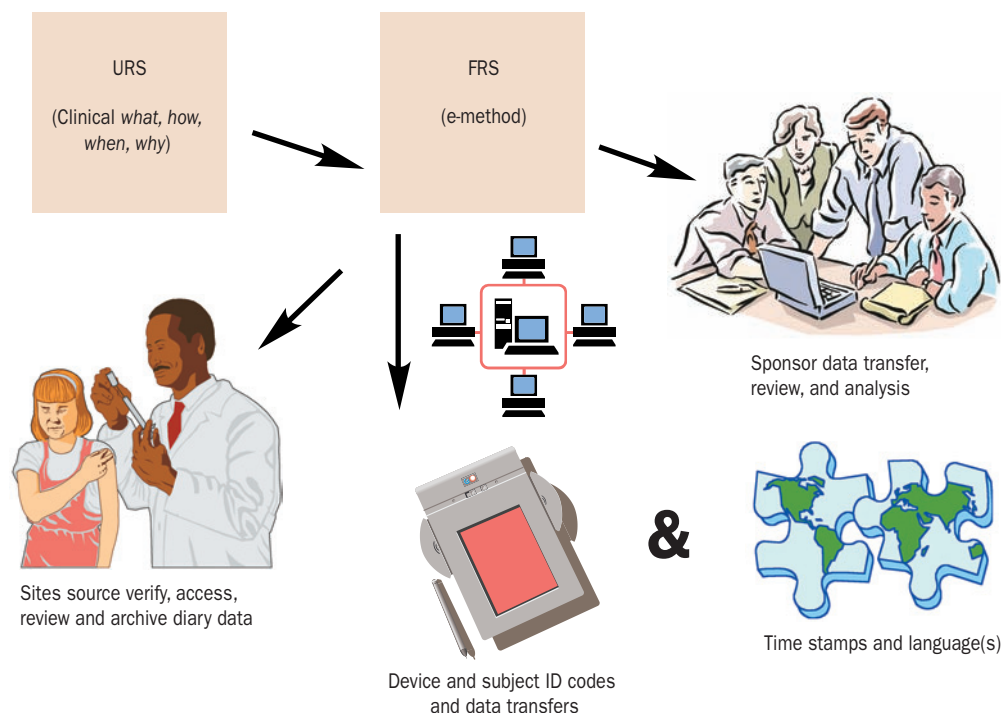 URS
(Clinical what, how,
when, why)
FRS
(e-method)
Sponsor data transfer,
review, and analysis
&
Sites source verify, access,
review and archive diary data
Time stamps and language(s)
Device and subject ID codes
and data transfers